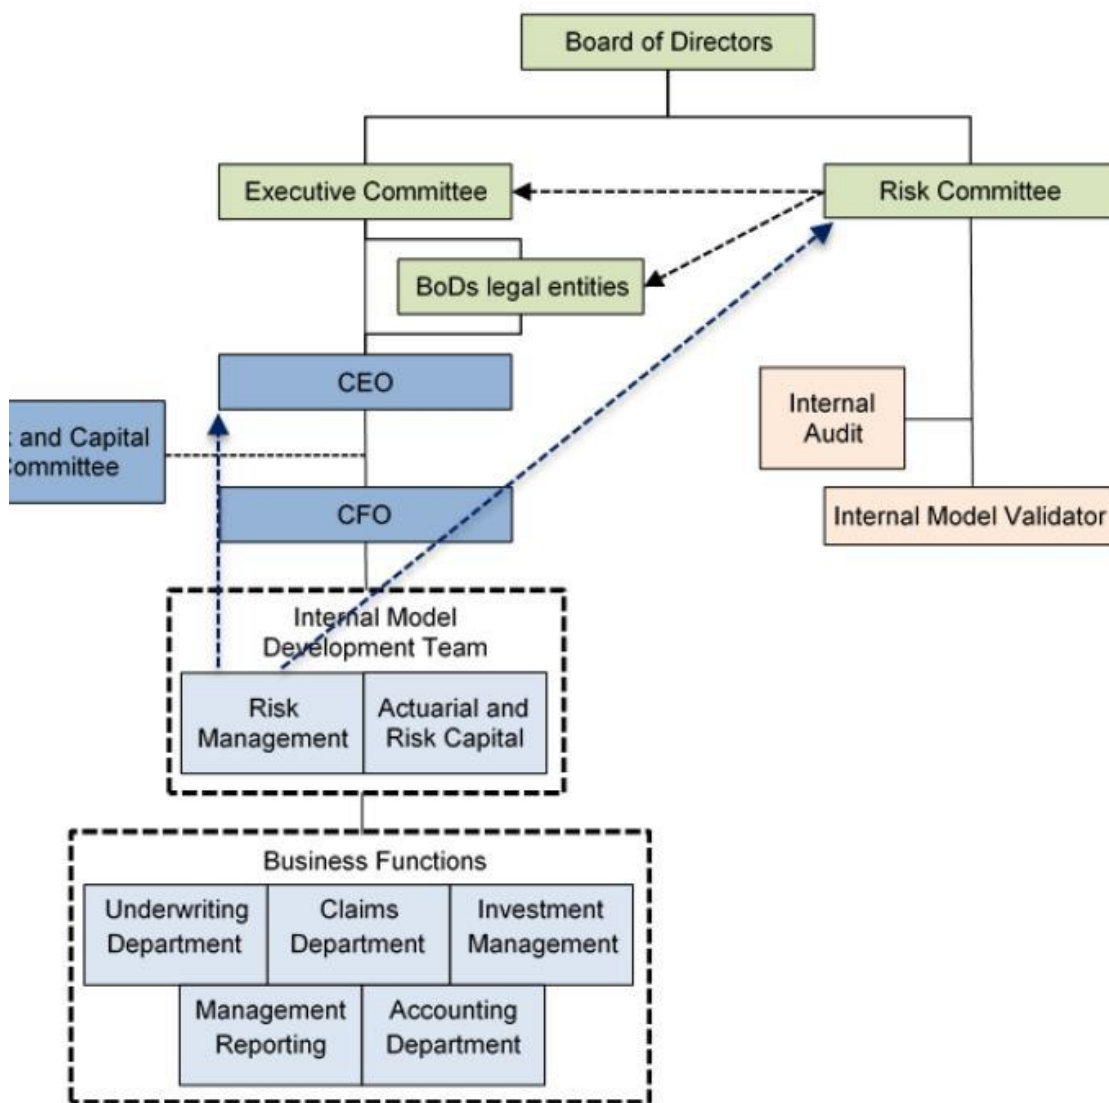 Board of Directors
Executive Committee
Risk Committee
BoDs legal entities
CEO
and Capital
Internal
Audit
CFO
Internal Model Validator
Internal Model
Development Team
Risk
Management
Actuarial and
Risk Capital
Business Functions
Underwriting
Department
Claims
Department
Investment
Management
Management
Reporting
Accounting
Department